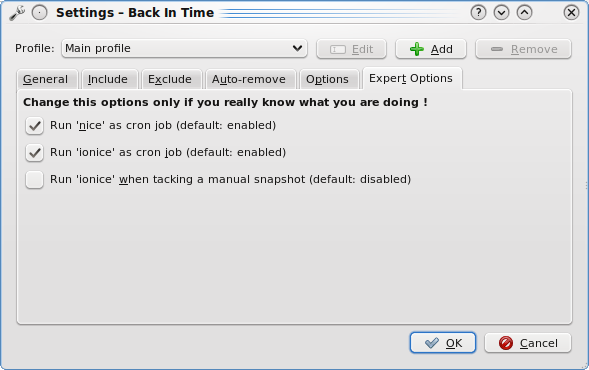 Settings – Back In Time
Profile: Main profile Edit Add Remove
General Include Exclude Auto-remove Options Expert Options
Change this options only if you really know what you are doing !
Run 'nice' as cron job (default: enabled)
Run 'ionice' as cron job (default: enabled)
Run 'ionice' when tacking a manual snapshot (default: disabled)
OK Cancel